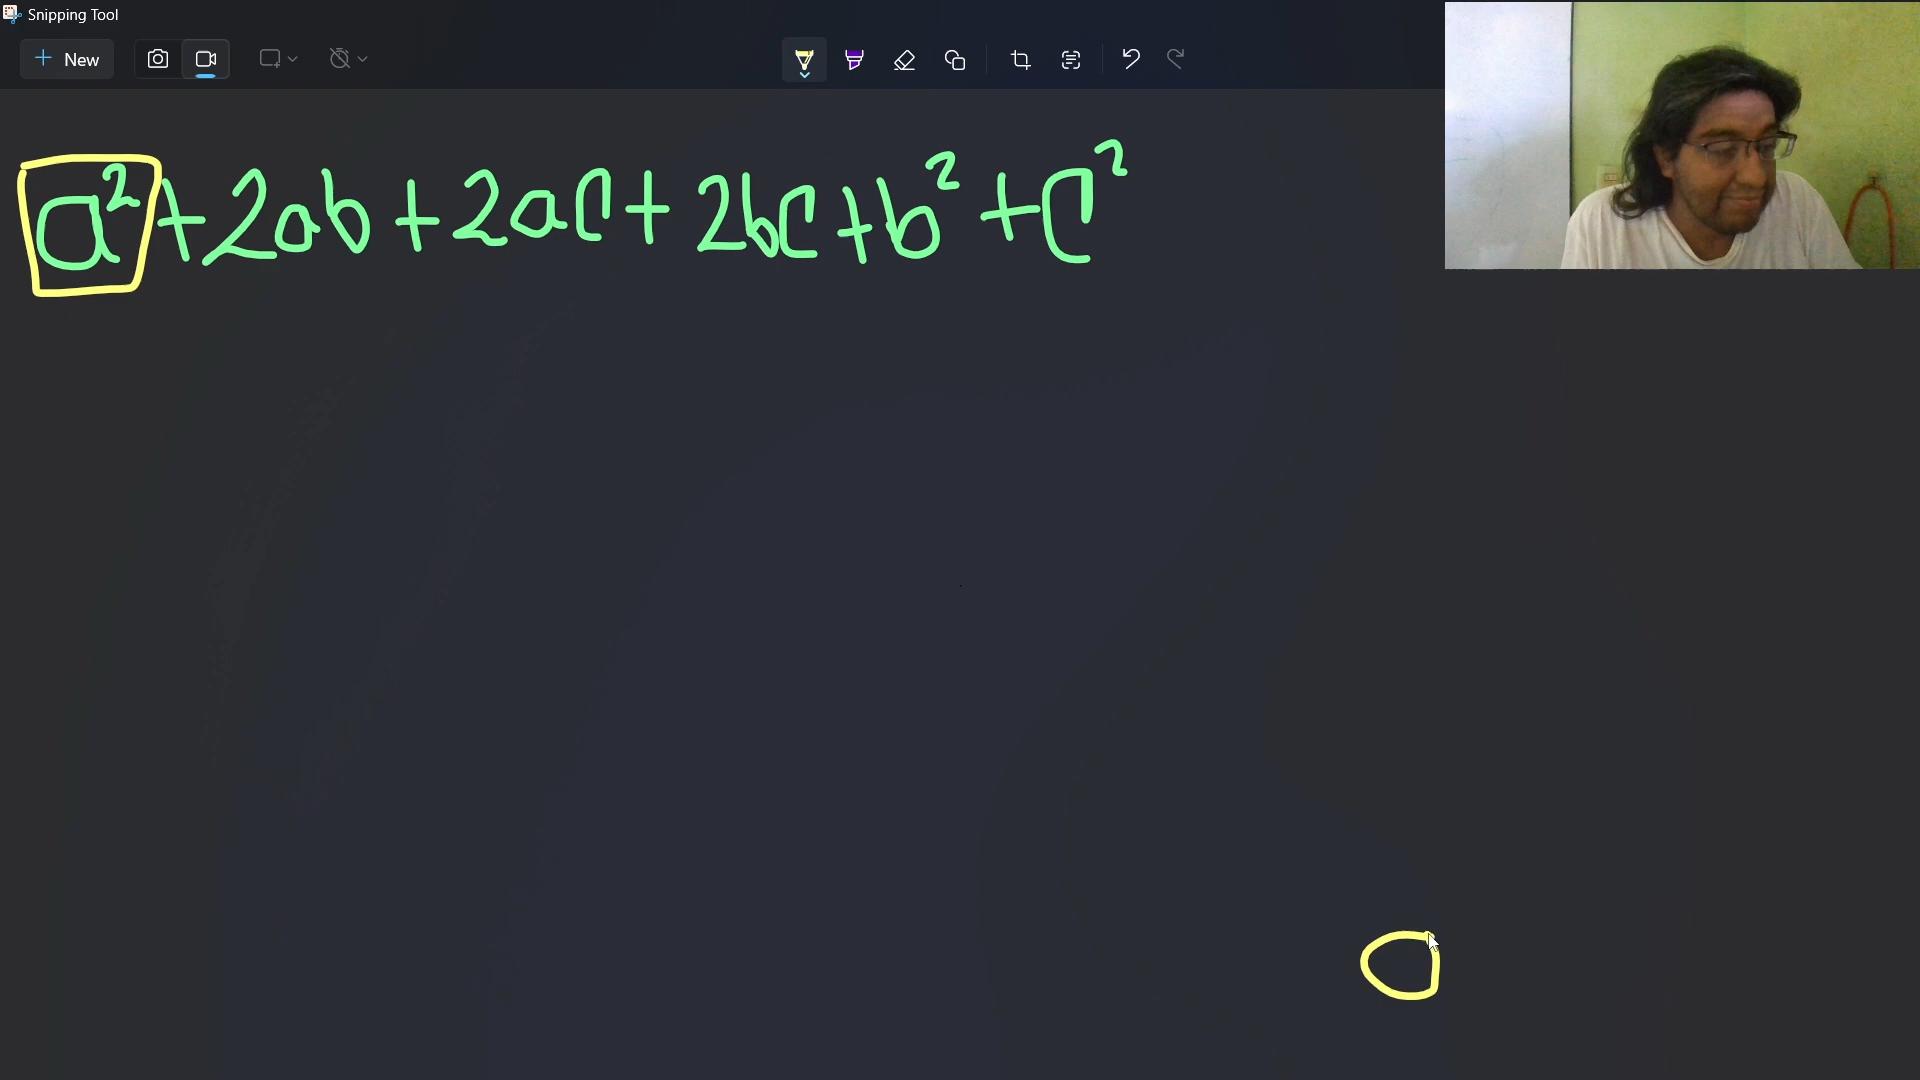 Snipping Tool
New
a² + 2ab + 2ac + 2bc + b² + c²